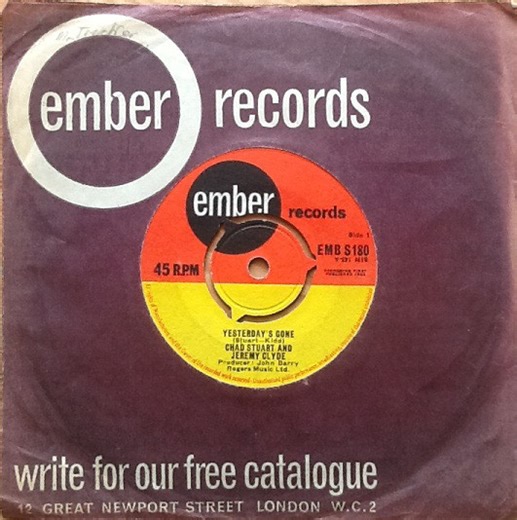 ember records
ember records
Side 1
EMB S180
45 RPM
YESTERDAY'S GONE
(Stuart—Kidd)
CHAD STUART AND
JEREMY CLYDE
Producer: John Barry
Rogers Music Ltd.
write for our free catalogue
12 GREAT NEWPORT STREET LONDON W.C.2